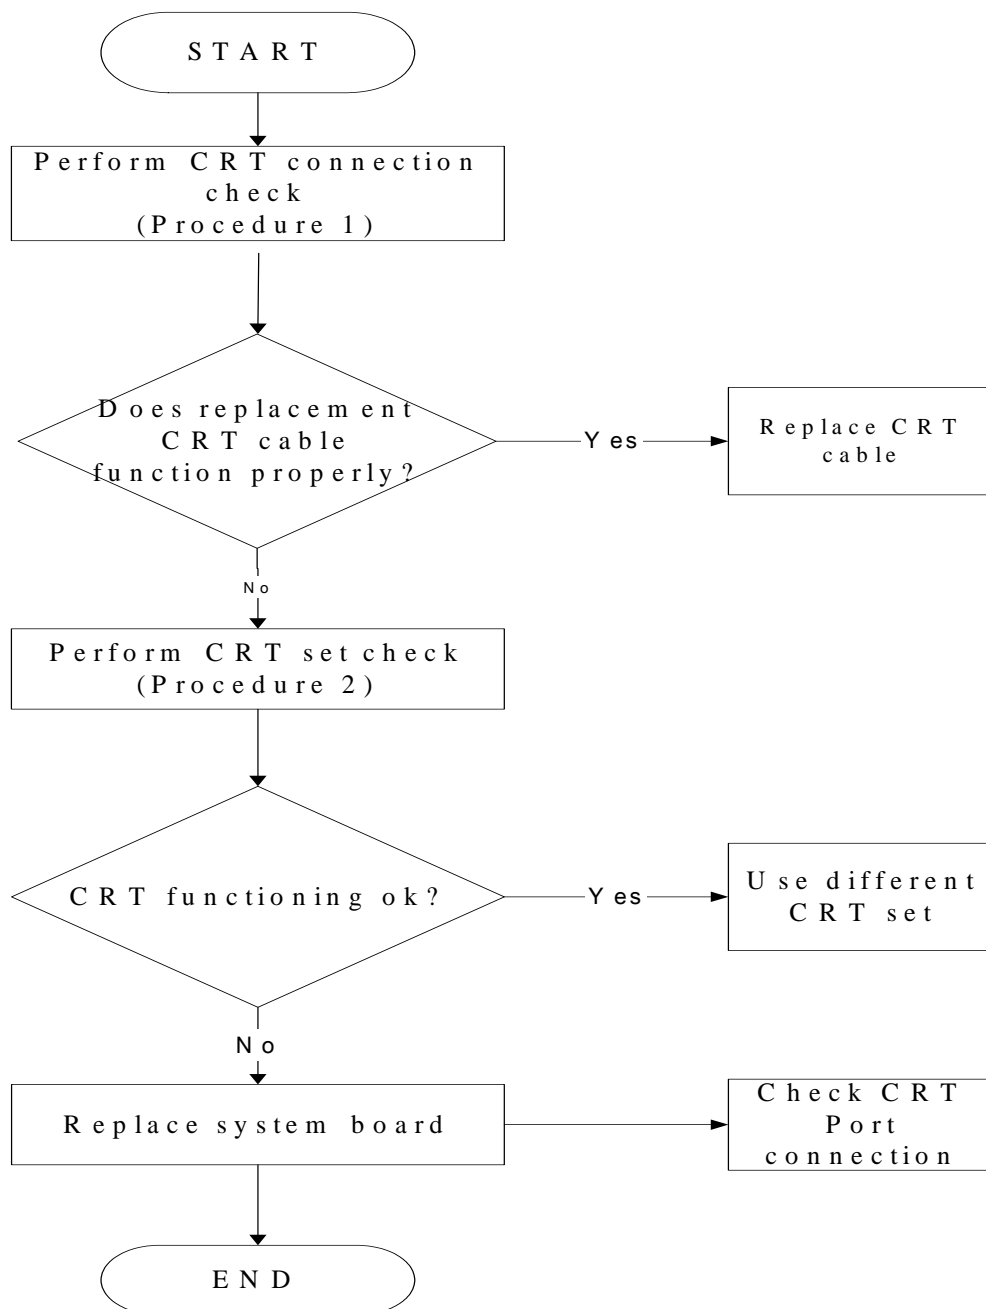 START
Perform CRT connection
check
(Procedure 1)
Does replacement
CRT cable
function properly?
Yes
Replace CRT
cable
No
Perform CRT set check
(Procedure 2)
CRT functioning ok?
Yes
Use different
CRT set
No
Replace system board
Check CRT
Port
connection
END